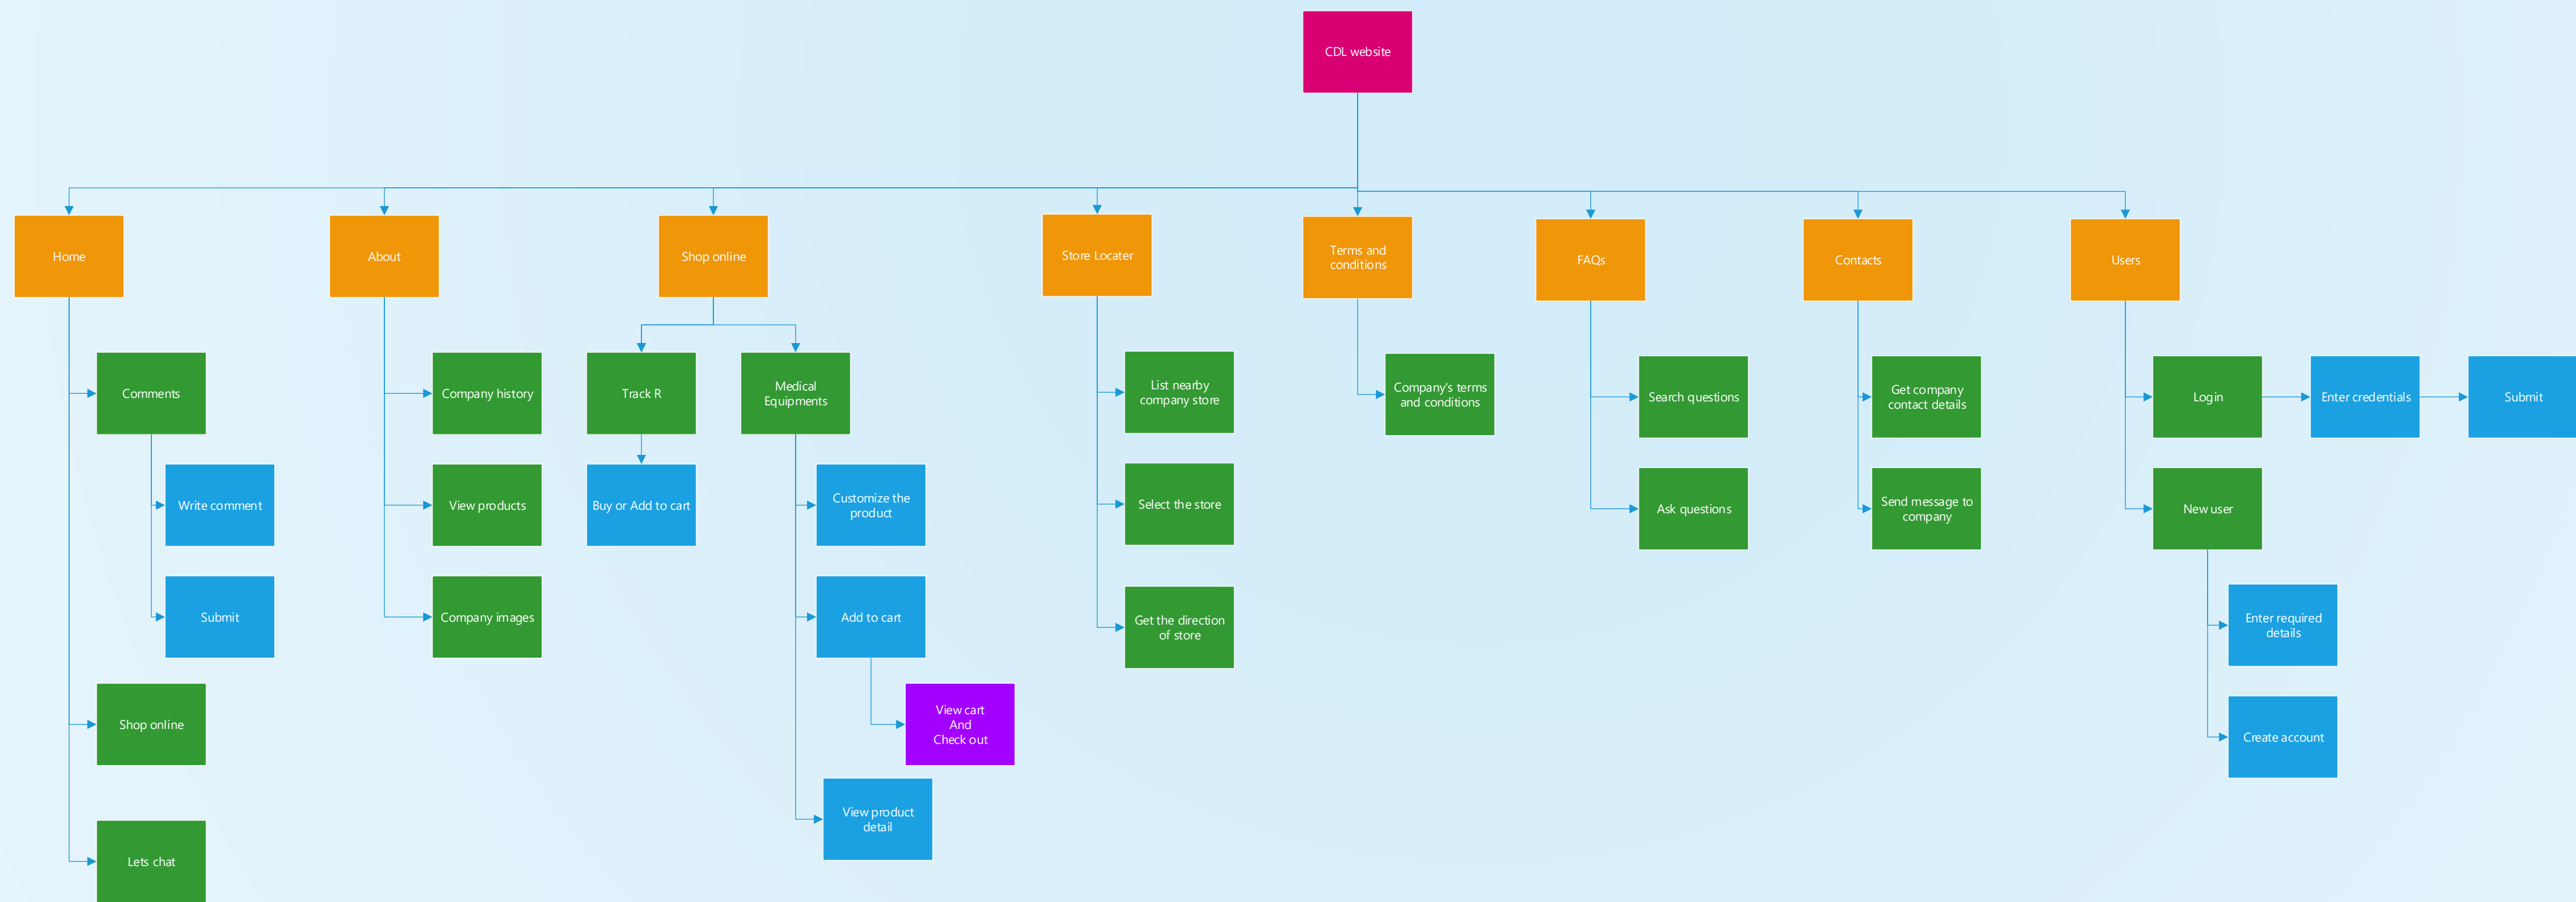 CDL website
Home
About
Shop online
Store Locater
Terms and
conditions
FAQs
Contacts
Users
Comments
Company history
Track R
Medical
Equipments
List nearby
company store
Company's terms
and conditions
Search questions
Get company
contact details
Login
Enter credentials
Submit
Write comment
View products
Buy or Add to cart
Customize the
product
Select the store
Ask questions
Send message to
company
New user
Submit
Company images
Add to cart
Get the direction
of store
Enter required
details
Shop online
View cart
And
Check out
Create account
View product
detail
Lets chat